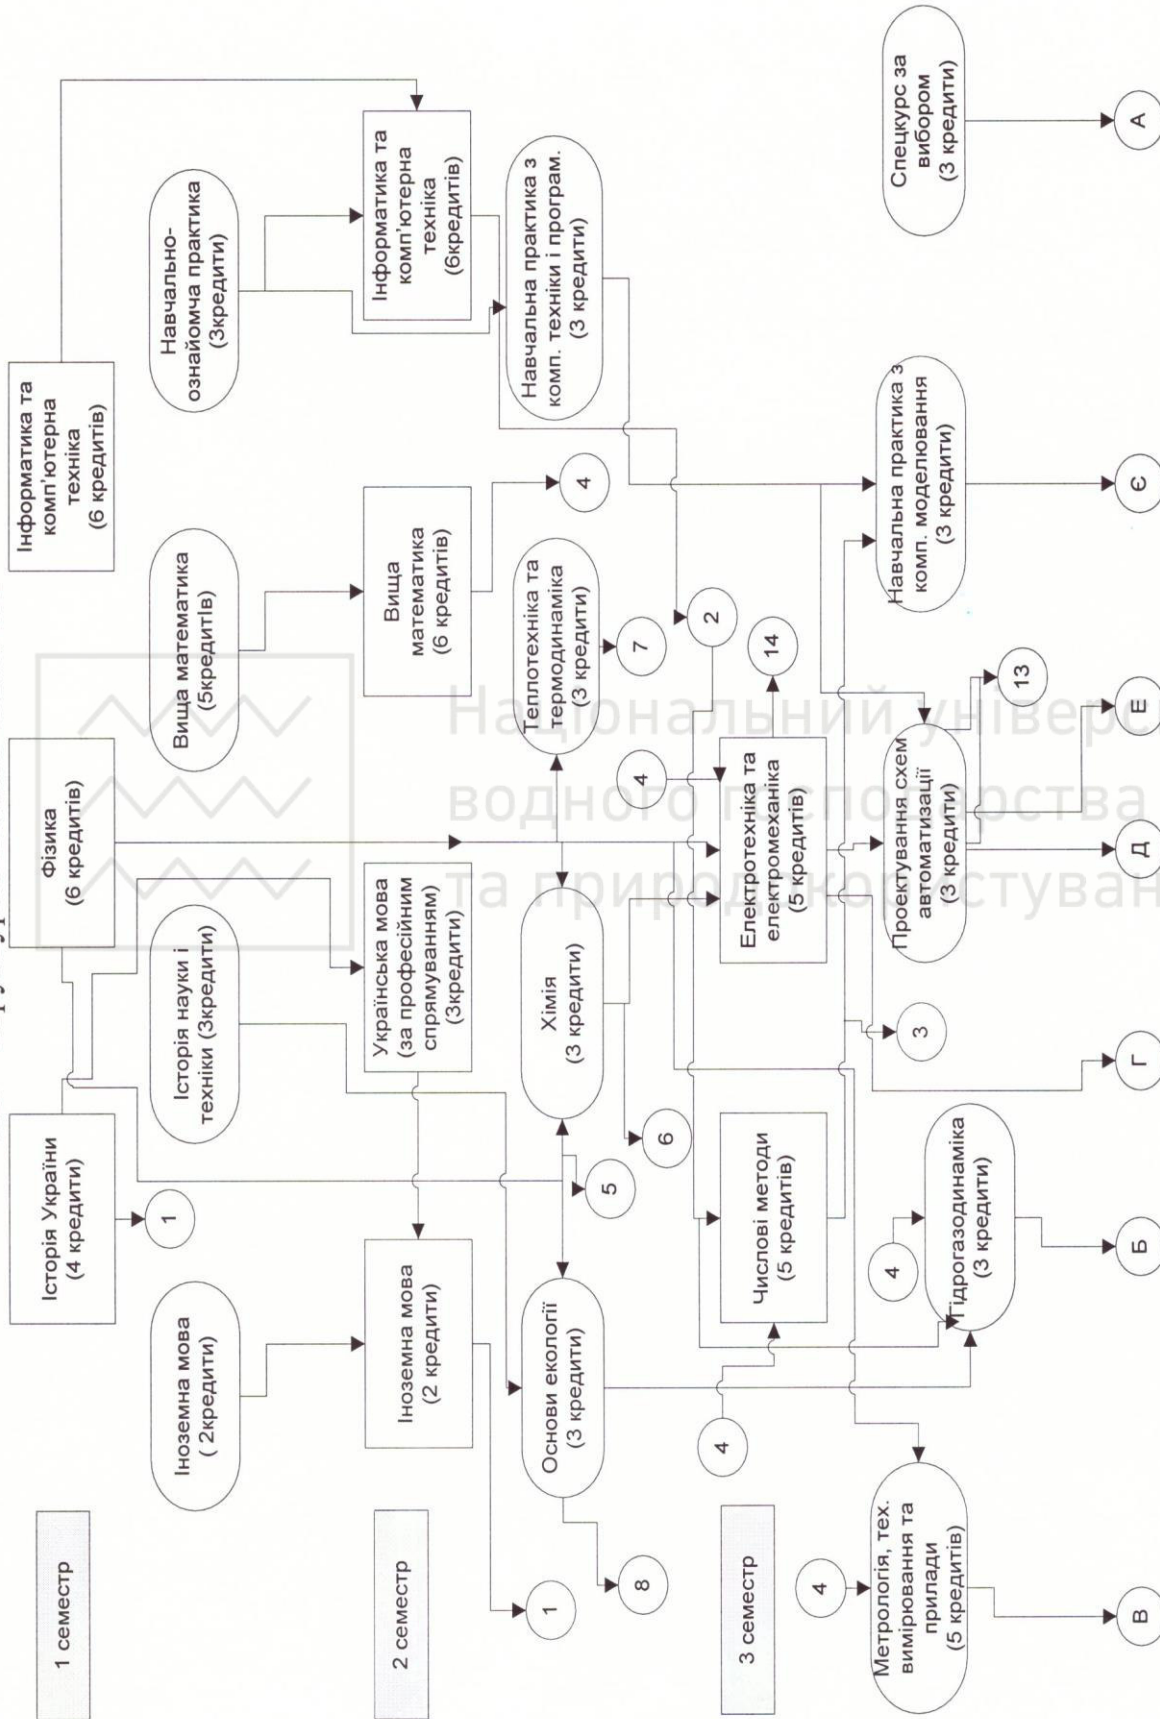 1 семестр
Історія України
(4 кредити)
Фізика
(6 кредитів)
Інформатика та
комп'ютерна
техніка
(6 кредитів)
Іноземна мова
( 2кредити)
1
Історія науки і
техніки (3кредити)
Вища математика
(5кредитів)
Навчально-
ознайомча практика
(3кредити)
2 семестр
Іноземна мова
(2 кредити)
Українська мова
(за професійним
спрямуванням)
(3кредити)
Вища
математика
(6 кредитів)
Інформатика та
комп'ютерна
техніка
(6кредитів)
1
Основи екології
(3 кредити)
Хімія
(3 кредити)
Теплотехніка та
термодинаміка
(3 кредити)
4
Навчальна практика з
комп. техніки і програм.
(3 кредити)
8
5
6
7
4
2
3 семестр
4
Числові методи
(5 кредитів)
Електротехніка та
електромеханіка
(5 кредитів)
14
4
Метрологія, тех.
вимірювання та
прилади
(5 кредитів)
4
Гідрогазодинаміка
(3 кредити)
3
Проектування схем
автоматизації
(3 кредити)
13
Навчальна практика з
комп. моделювання
(3 кредити)
Спецкурс за
вибором
(3 кредити)
В
Б
Г
Д
Е
Є
А
Національний універс
водного господарства
та природокористуван